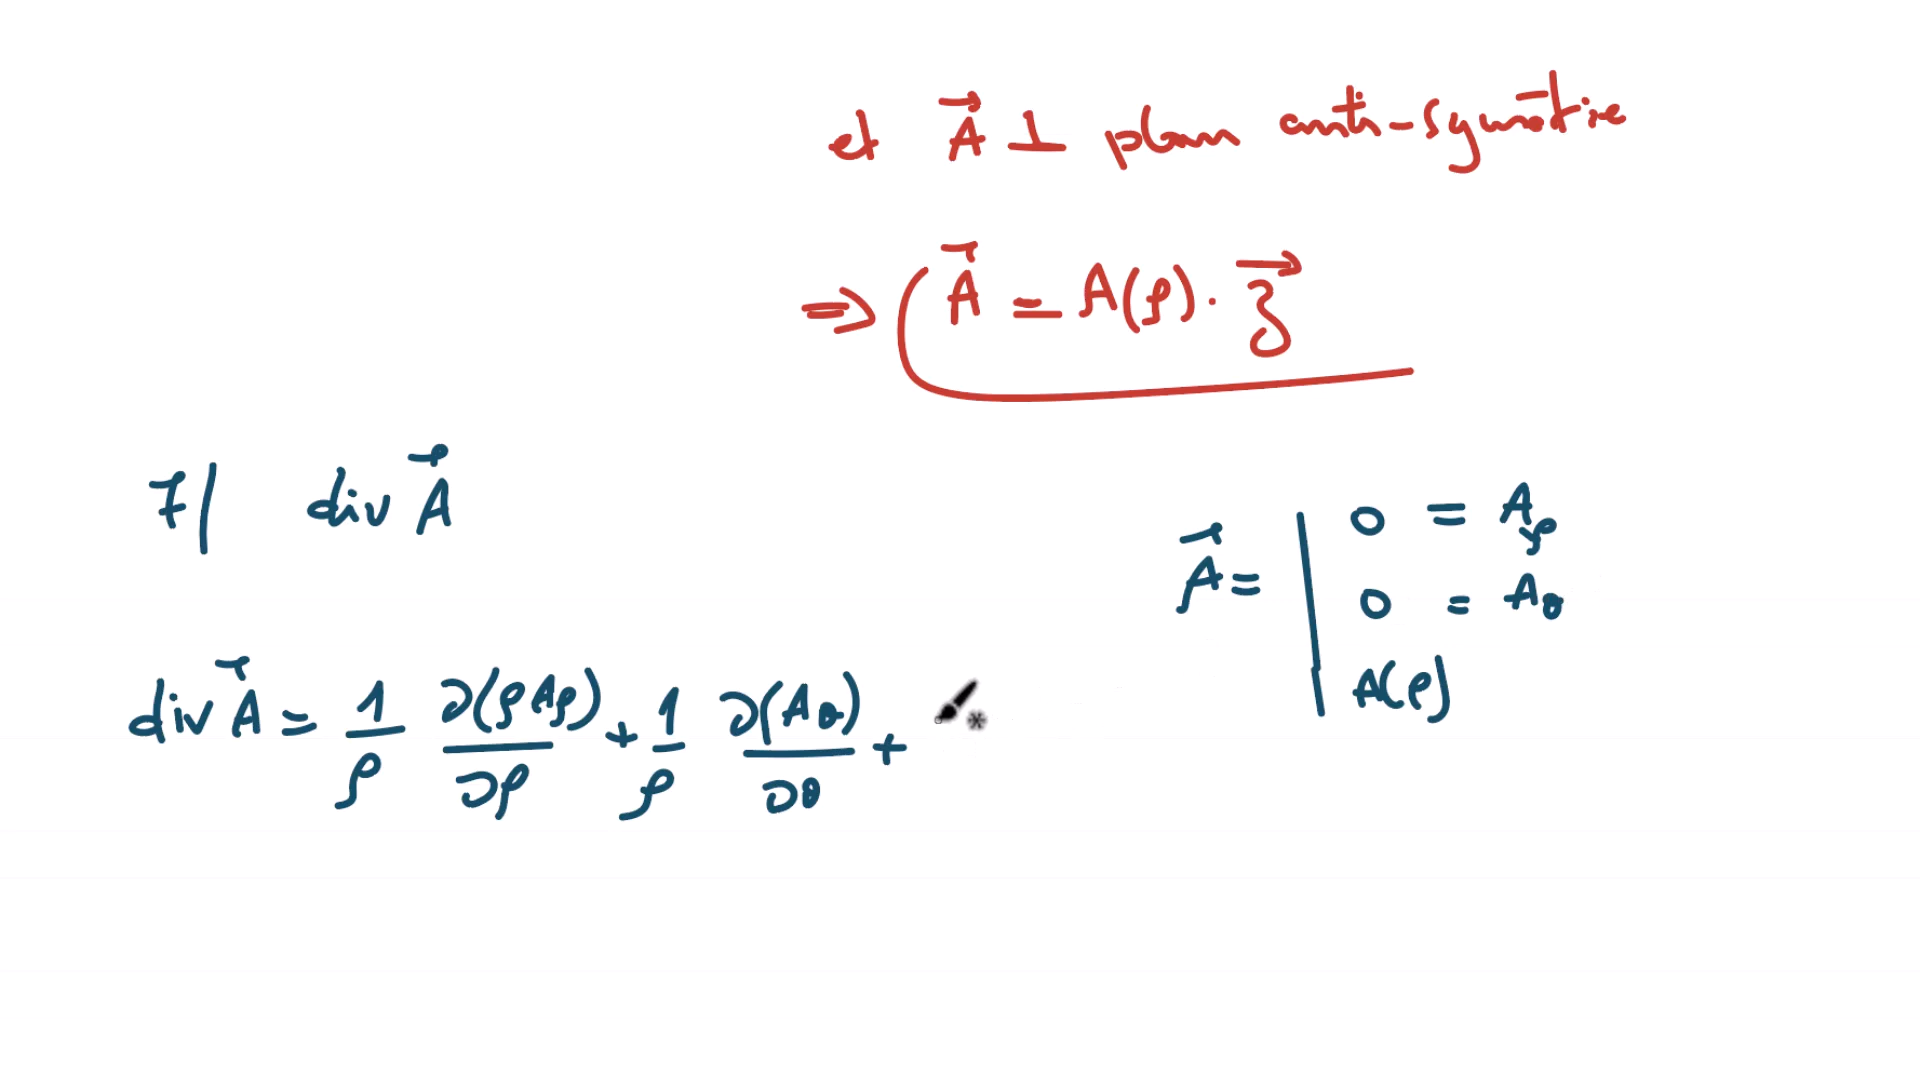 et A⃗ ⊥ plan anti-symétrie
⇒ A⃗ = A(ρ). z⃗
7| div A⃗
A⃗ = | 0 = Aρ
0 = Aθ
A(ρ)
div A⃗ = 1/ρ ∂(ρAρ)/∂ρ + 1/ρ ∂(Aθ)/∂θ +